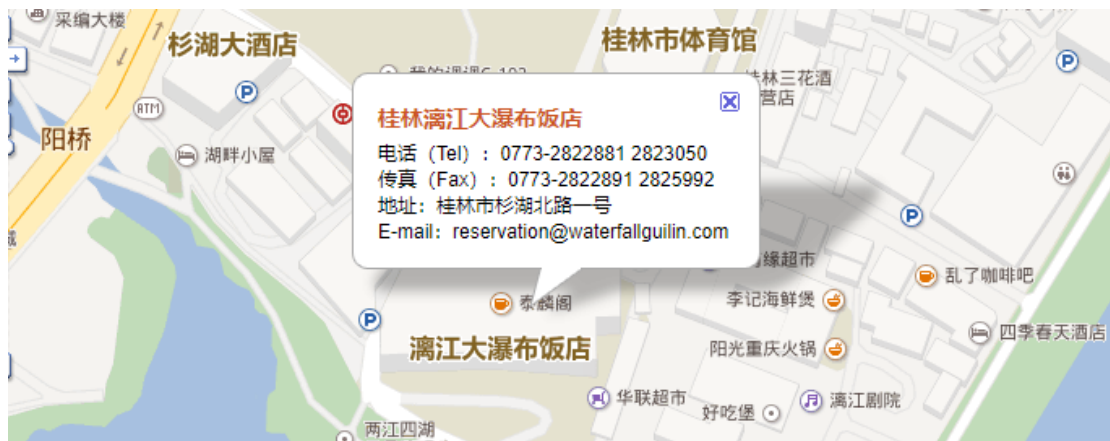 采编大楼
杉湖大酒店
桂林市体育馆
桂林三花酒
营店
ATM
阳桥
湖畔小屋
桂林漓江大瀑布饭店
电话（Tel）：0773-2822881 2823050
传真（Fax）：0773-2822891 2825992
地址：桂林市杉湖北路一号
E-mail：reservation@waterfallguilin.com
P
P
P
P
缘超市
乱了咖啡吧
泰麟阁
李记海鲜煲
四季春天酒店
漓江大瀑布饭店
阳光重庆火锅
华联超市
好吃堡
漓江剧院
两江四湖